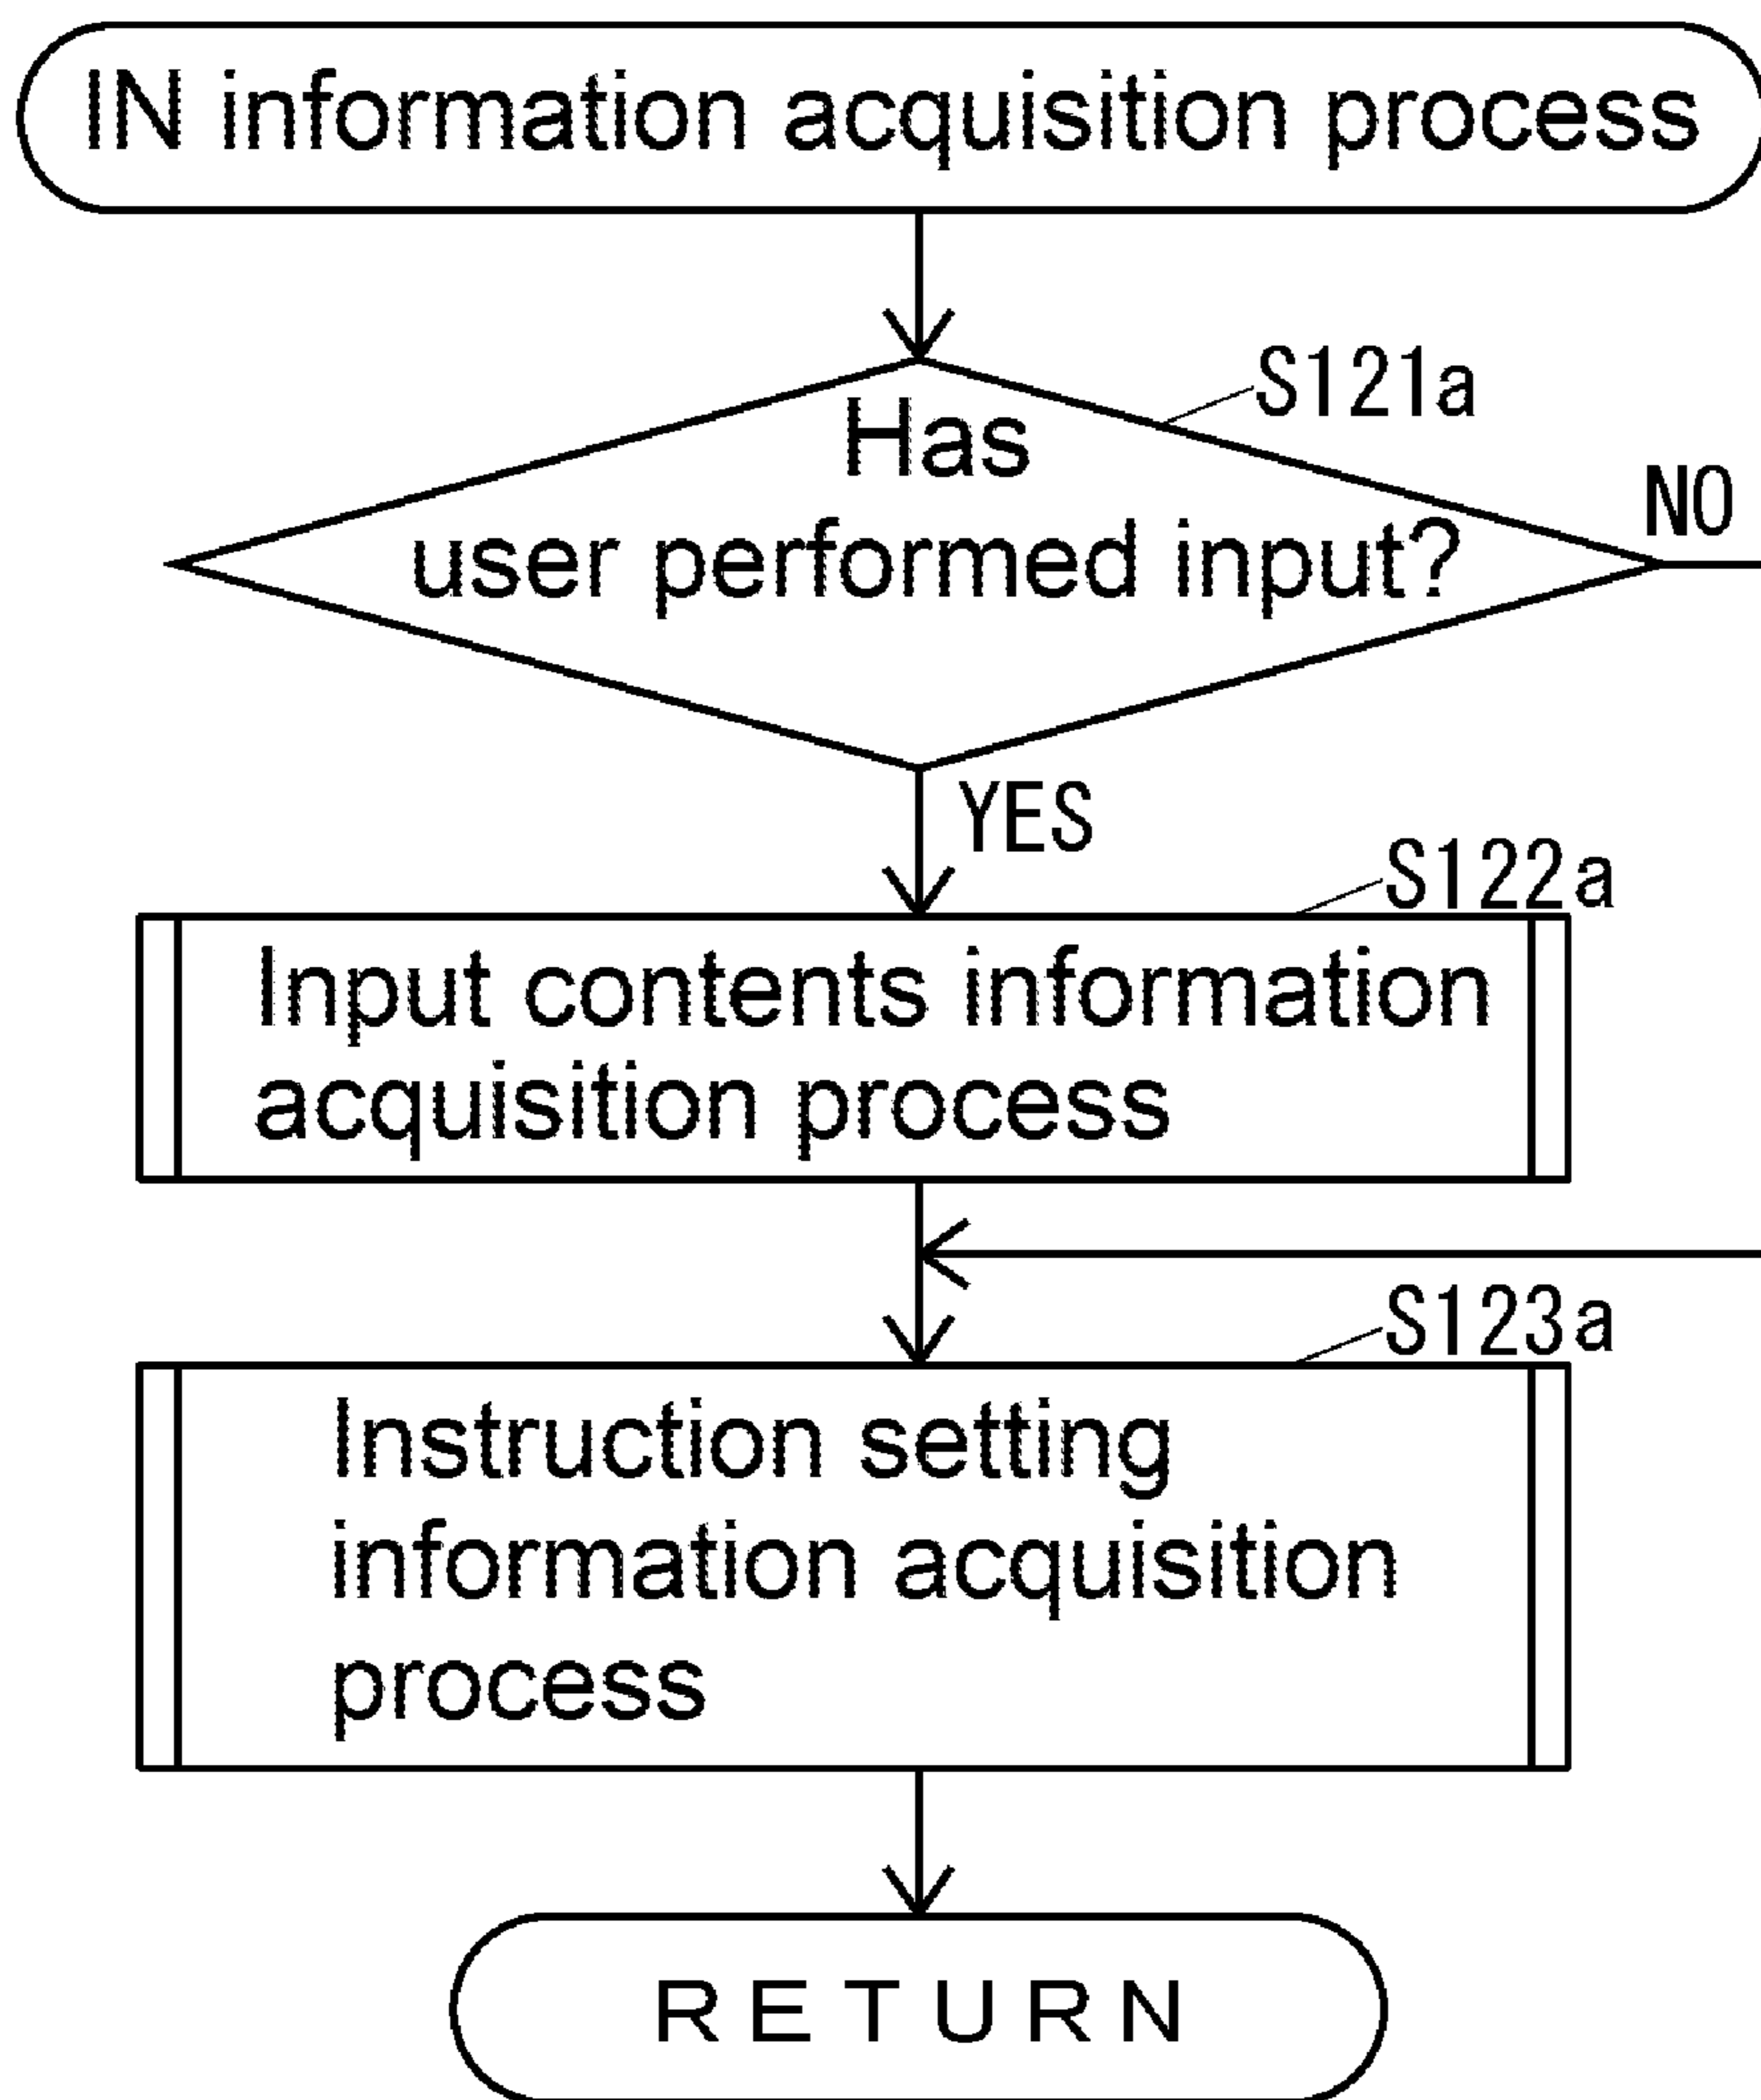 IN information acquisition process
S121a
Has
user performed input?
NO
YES
S122a
Input contents information
acquisition process
S123a
Instruction setting
information acquisition
process
RETURN